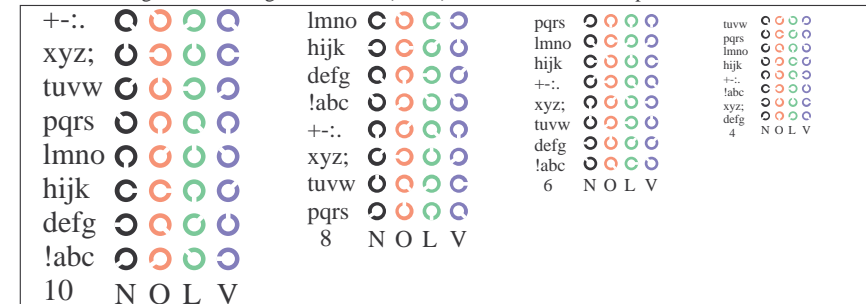 +-:.
xyz;
tuvw
pqrs
lmno
hijk
defg
!abc
10 N O L V
lmno
hijk
defg
!abc
+-:.
xyz;
tuvw
pqrs
8 N O L V
pqrs
lmno
hijk
+-:.
xyz;
tuvw
defg
!abc
6 N O L V
tuvw
pqrs
lmno
hijk
+-:.
!abc
xyz;
defg
4 N O L V